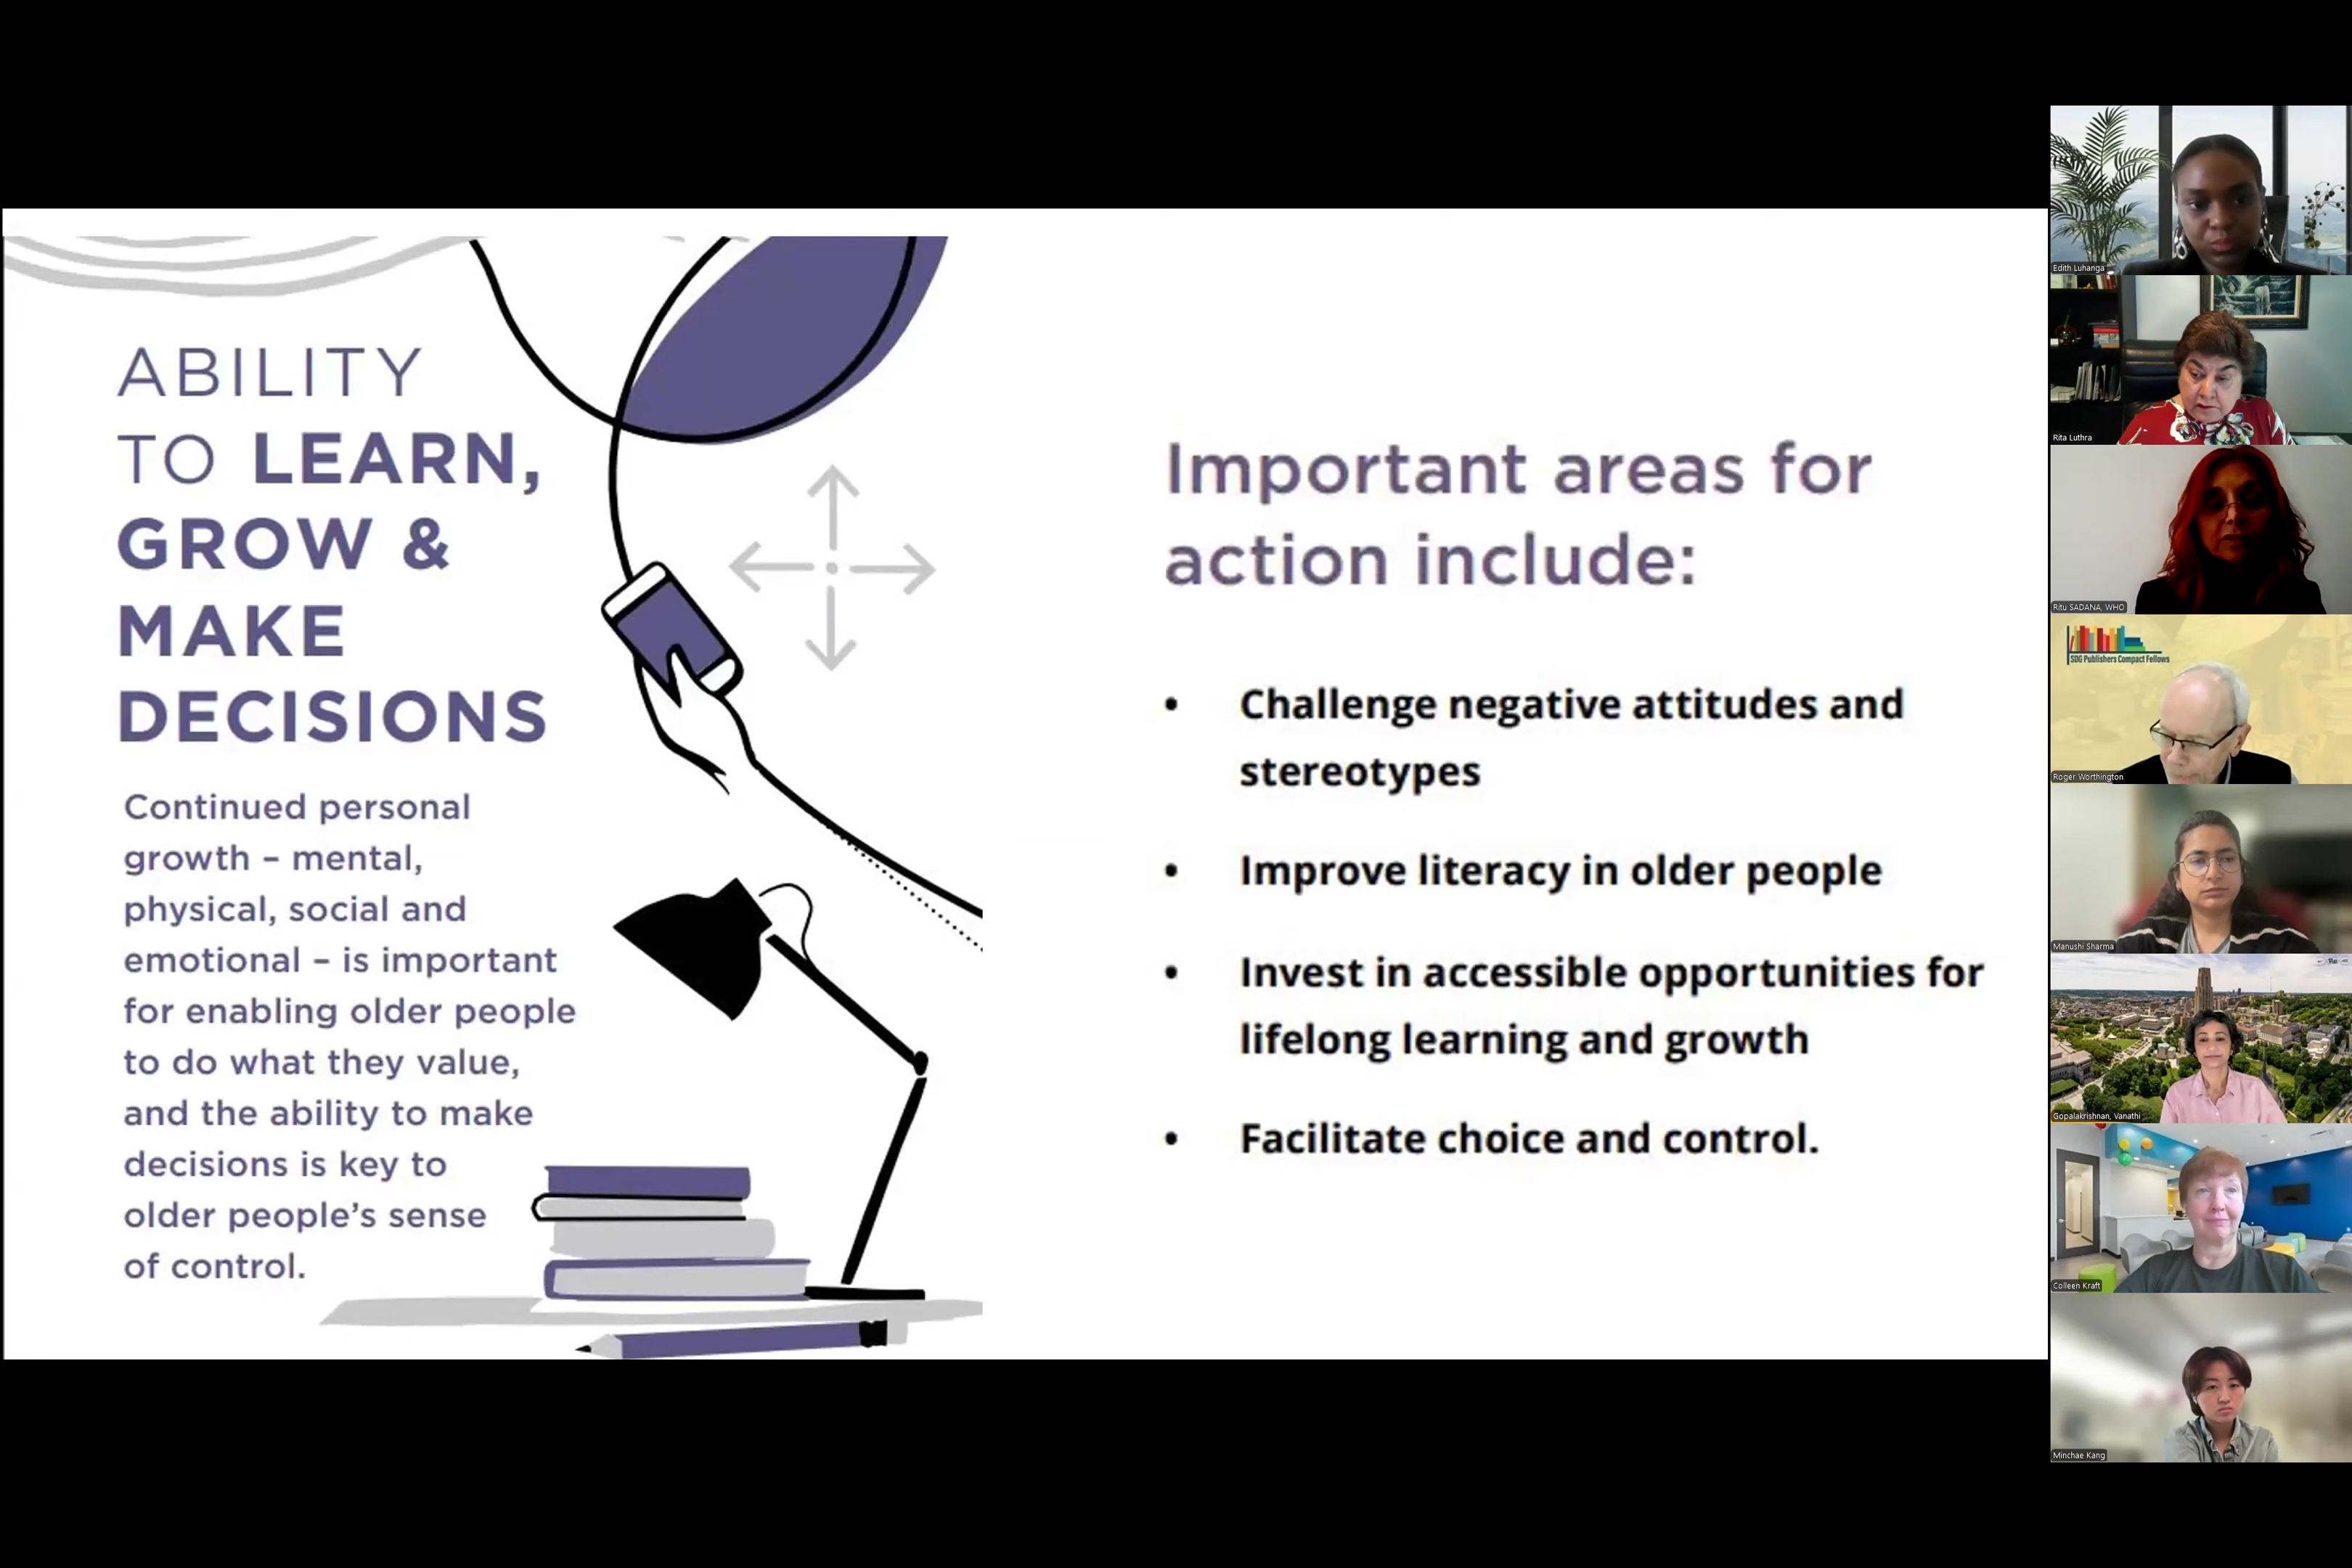 ABILITY
TO LEARN,
GROW &
MAKE
DECISIONS
Continued personal
growth – mental,
physical, social and
emotional – is important
for enabling older people
to do what they value,
and the ability to make
decisions is key to
older people’s sense
of control.
Important areas for
action include:
• Challenge negative attitudes and
stereotypes
• Improve literacy in older people
• Invest in accessible opportunities for
lifelong learning and growth
• Facilitate choice and control.
Edith Luhanga
Rita Luthra
Ritu SADANA, WHO
SDG Publishers Compact Fellows
Roger Worthington
Manushi Sharma
Gopalakrishnan, Vanathi
Colleen Kraft
Minchae Kang